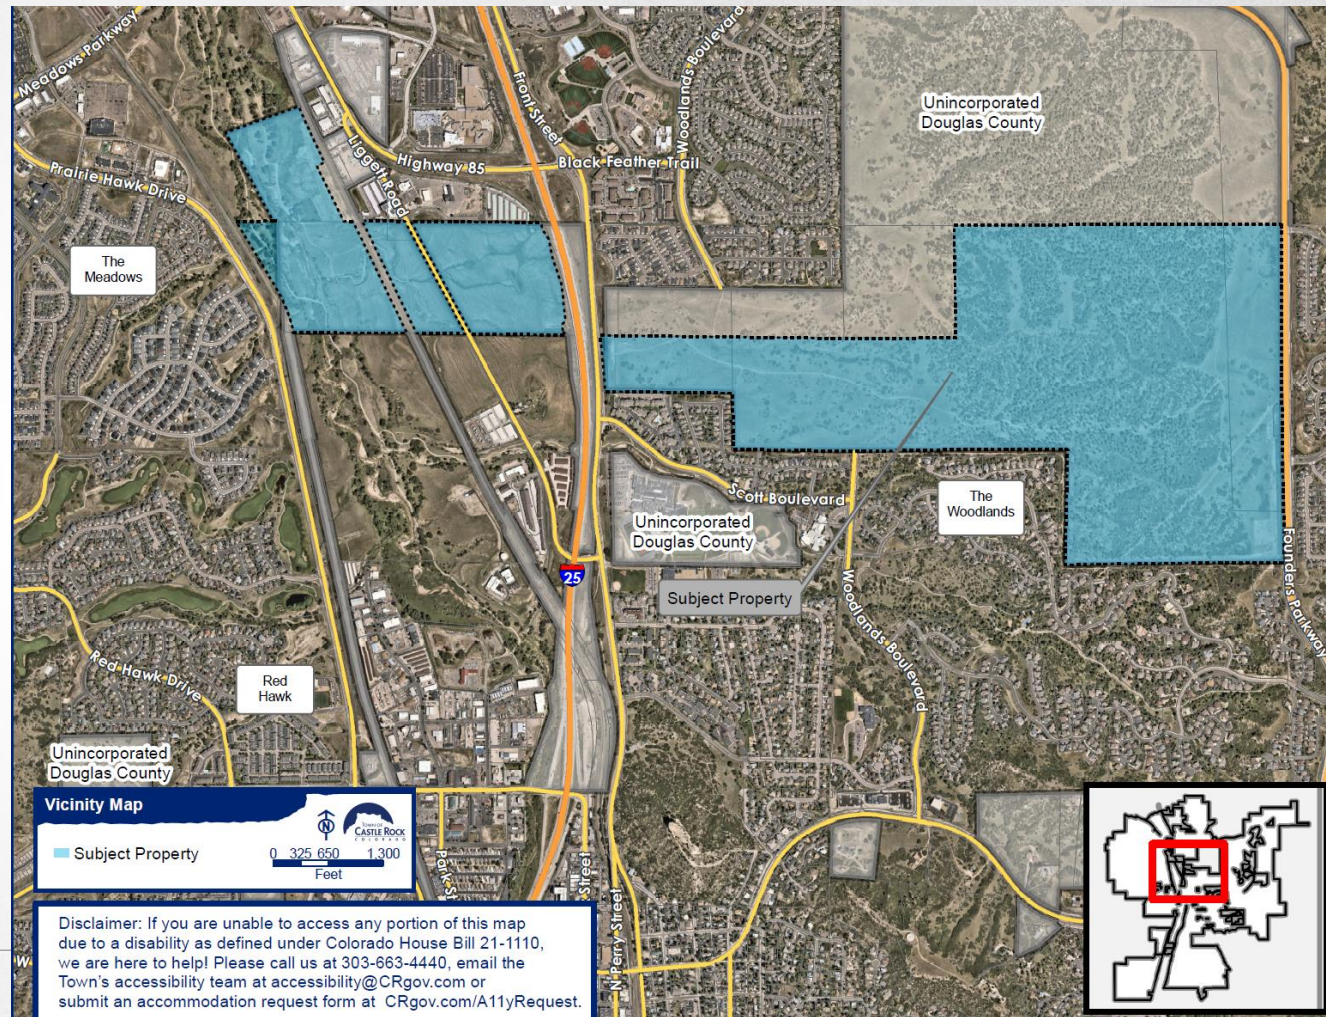 Meadows Parkway
Front Street
Woodlands Boulevard
Unincorporated
Douglas County
Highway 85
Black Feather Trail
Liggett Road
Prairie Hawk Drive
The
Meadows
Scott Boulevard
The
Woodlands
Unincorporated
Douglas County
Founders Parkway
25
Subject Property
Woodlands Boulevard
Red Hawk Drive
Red
Hawk
Unincorporated
Douglas County
Vicinity Map
N
TOWN OF
CASTLE ROCK
COLORADO
Subject Property
0 325 650 1,300
Feet
Park St
Street
N Perry Street
W
Disclaimer: If you are unable to access any portion of this map
due to a disability as defined under Colorado House Bill 21-1110,
we are here to help! Please call us at 303-663-4440, email the
Town's accessibility team at accessibility@CRgov.com or
submit an accommodation request form at CRgov.com/A11yRequest.